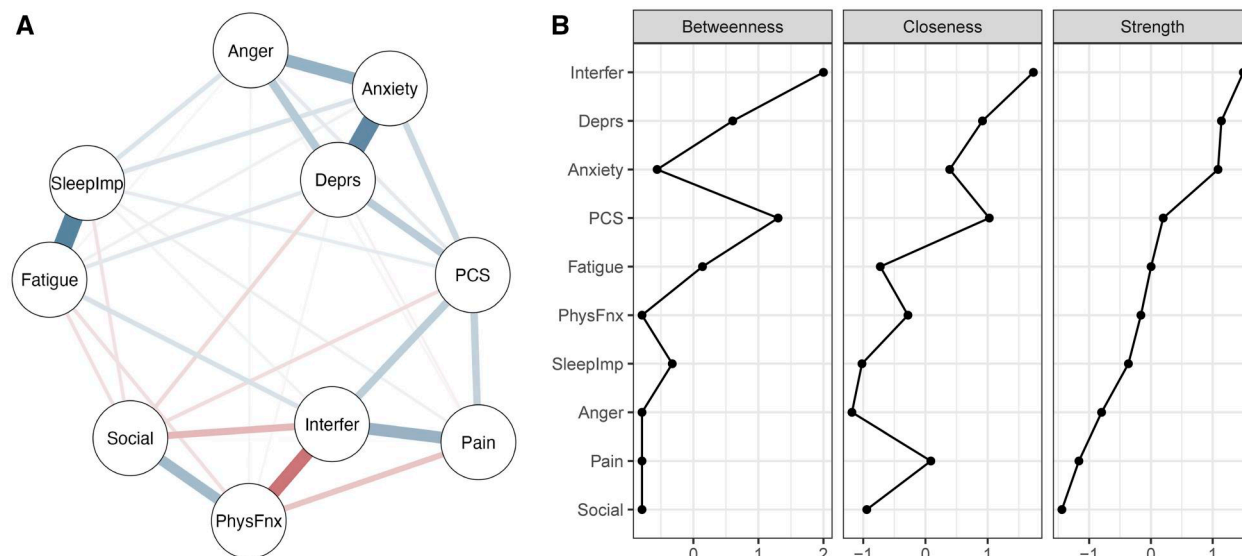 A
Anger
Anxiety
SleepImp
Deprs
Fatigue
PCS
Social
Interfer
Pain
PhysFnx
B
Betweenness Closeness Strength
Interfer
Deprs
Anxiety
PCS
Fatigue
PhysFnx
SleepImp
Anger
Pain
Social
0 1 2 −1 0 1 −1 0 1